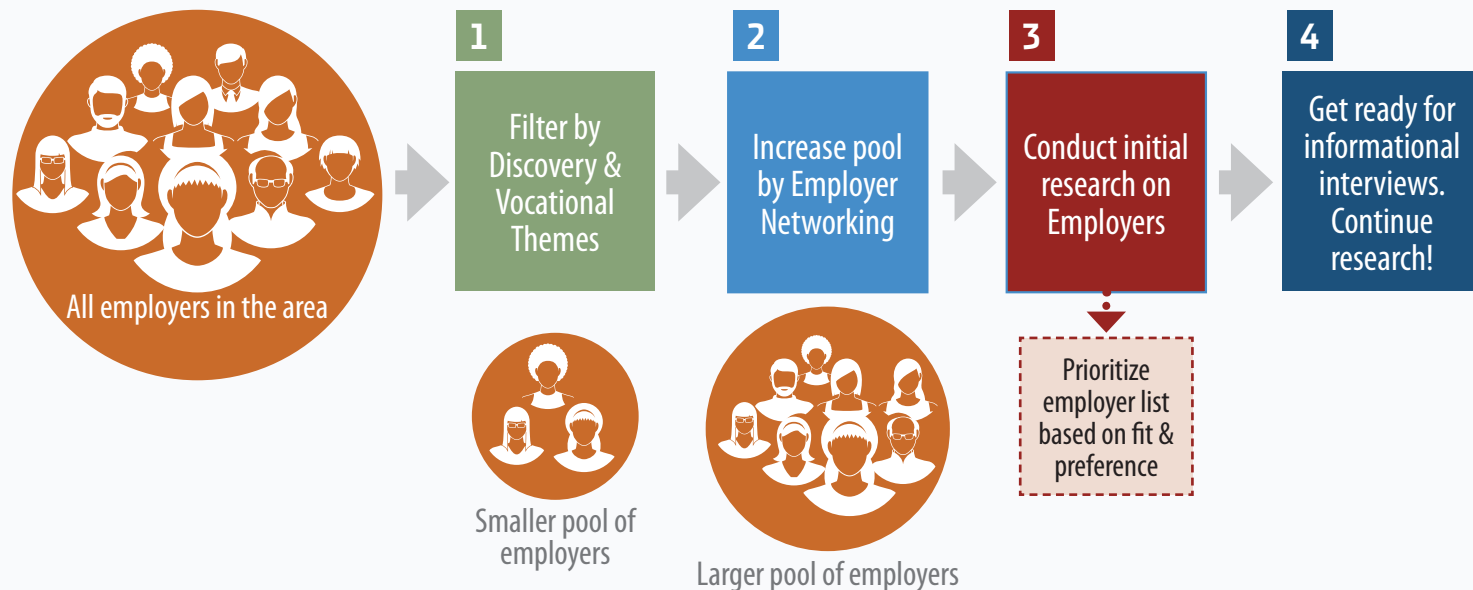 All employers in the area
1
Filter by
Discovery &
Vocational
Themes
Smaller pool of
employers
2
Increase pool
by Employer
Networking
Larger pool of employers
3
Conduct initial
research on
Employers
Prioritize
employer list
based on fit &
preference
4
Get ready for
informational
interviews.
Continue
research!